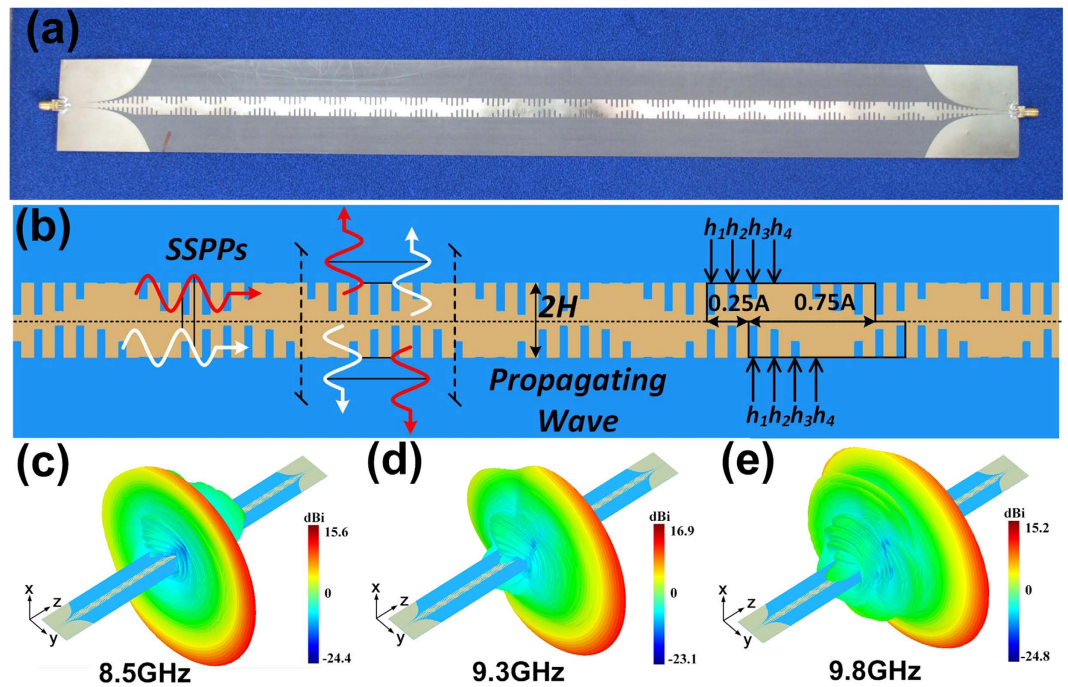 (a)
(b)
SSPPs
2H
h1h2h3h4
0.25A
0.75A
Propagating
Wave
h1h2h3h4
(c)
(d)
(e)
dBi
15.6
0
-24.4
x
z
y
8.5GHz
dBi
16.9
0
-23.1
x
z
y
9.3GHz
dBi
15.2
0
-24.8
x
z
y
9.8GHz